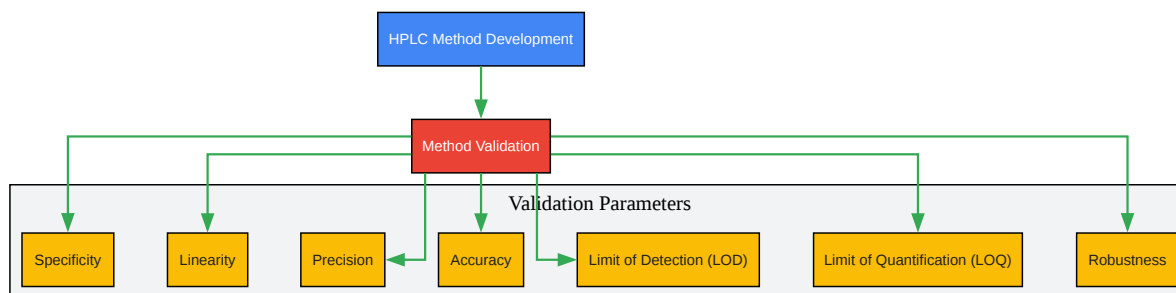 HPLC Method Development
Method Validation
Validation Parameters
Specificity
Linearity
Precision
Accuracy
Limit of Detection (LOD)
Limit of Quantification (LOQ)
Robustness